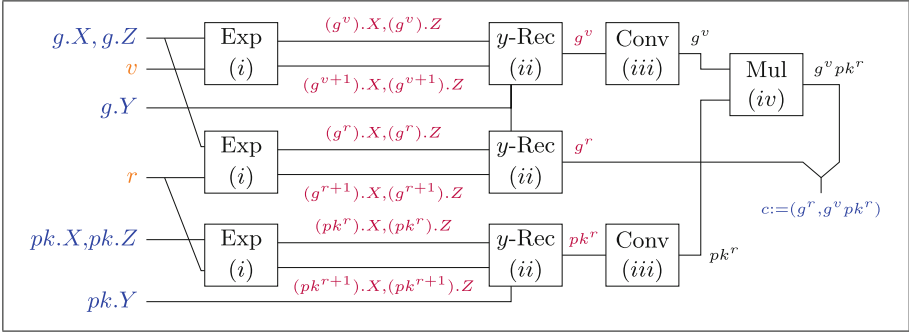 g.X, g.Z
Exp
(i)
(g^v).X,(g^v).Z
y-Rec
(ii)
g^v
Conv
(iii)
g^v
v
(g^{v+1}).X,(g^{v+1}).Z
Mul
(iv)
g^v pk^r
g.Y
Exp
(i)
(g^r).X,(g^r).Z
y-Rec
(ii)
g^r
r
(g^{r+1}).X,(g^{r+1}).Z
c:=(g^r,g^v pk^r)
pk.X,pk.Z
Exp
(i)
(pk^r).X,(pk^r).Z
y-Rec
(ii)
pk^r
Conv
(iii)
pk^r
(pk^{r+1}).X,(pk^{r+1}).Z
pk.Y